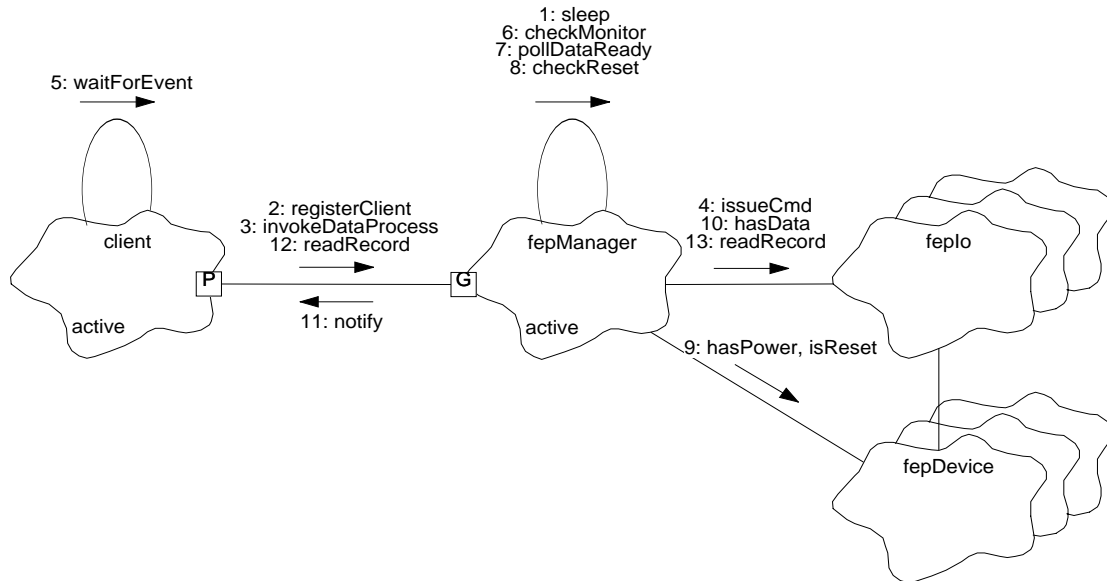 1: sleep
6: checkMonitor
7: pollDataReady
8: checkReset
5: waitForEvent
2: registerClient
3: invokeDataProcess
12: readRecord
4: issueCmd
10: hasData
13: readRecord
client
fepManager
fepIo
P
G
active
11: notify
active
9: hasPower, isReset
fepDevice